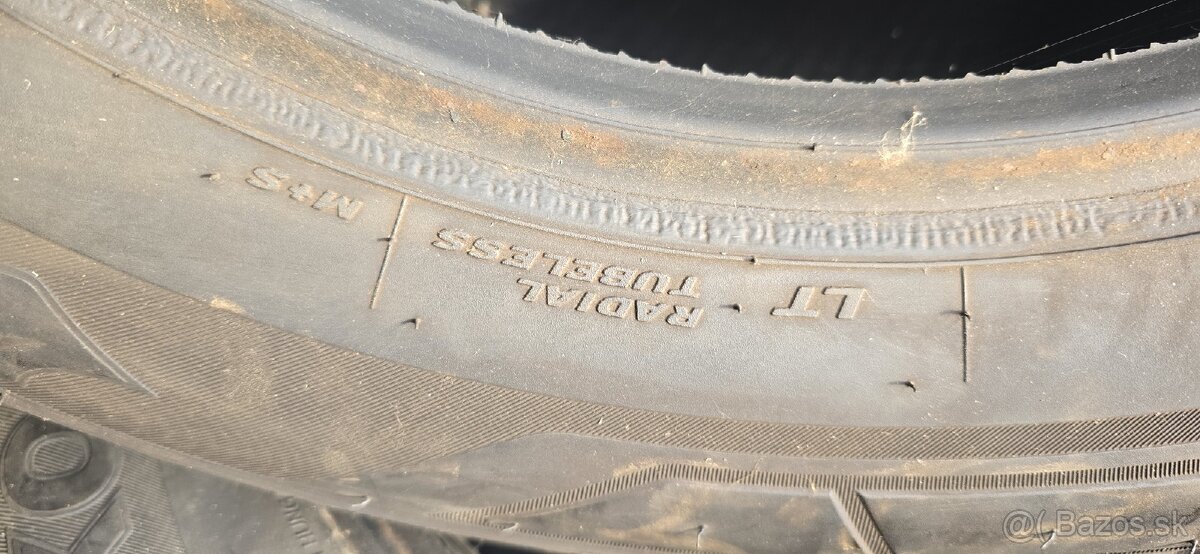 LT
RADIAL
TUBELESS
M+S
@( Bazos.sk